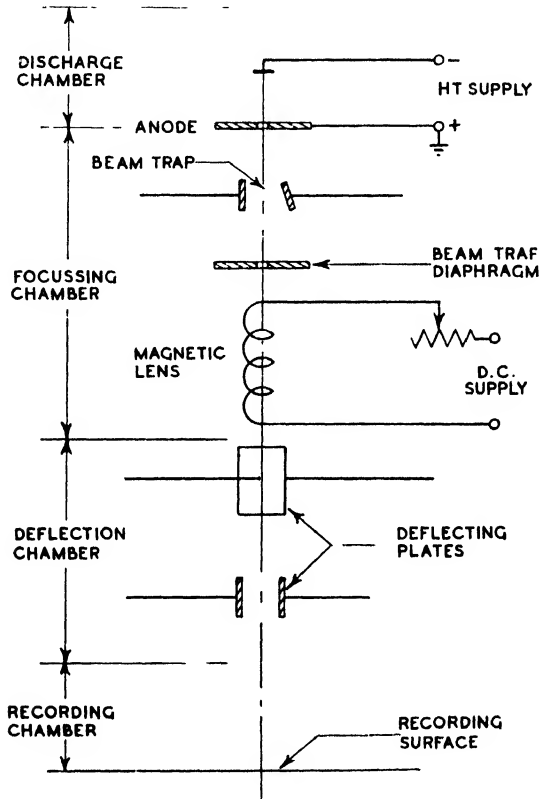 DISCHARGE
CHAMBER
−
HT SUPPLY
ANODE
+
BEAM TRAP
BEAM TRAF
DIAPHRAGM
FOCUSSING
CHAMBER
MAGNETIC
LENS
D.C.
SUPPLY
DEFLECTION
CHAMBER
DEFLECTING
PLATES
RECORDING
CHAMBER
RECORDING
SURFACE